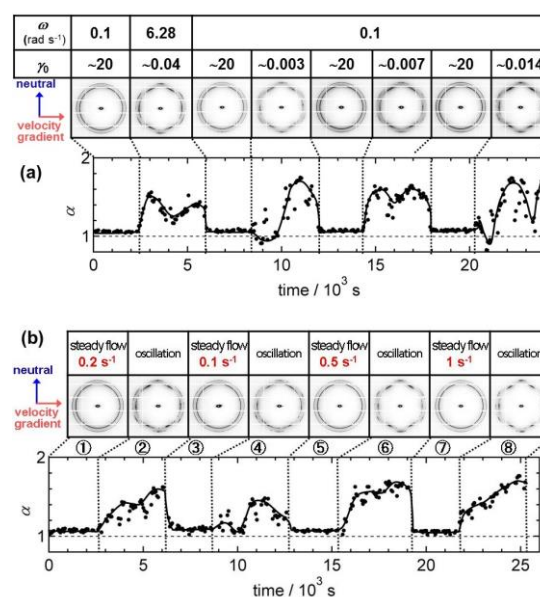 ω (rad s⁻¹) 0.1 6.28 0.1
γ₀ ~20 ~0.04 ~20 ~0.003 ~20 ~0.007 ~20 ~0.014
neutral
velocity gradient
(a)
2
α
1
0 5 10 15 20
time / 10³ s
(b)
steady flow 0.2 s⁻¹ oscillation steady flow 0.1 s⁻¹ oscillation steady flow 0.5 s⁻¹ oscillation steady flow 1 s⁻¹ oscillation
neutral
velocity gradient
① ② ③ ④ ⑤ ⑥ ⑦ ⑧
2
α
1
0 5 10 15 20 25
time / 10³ s